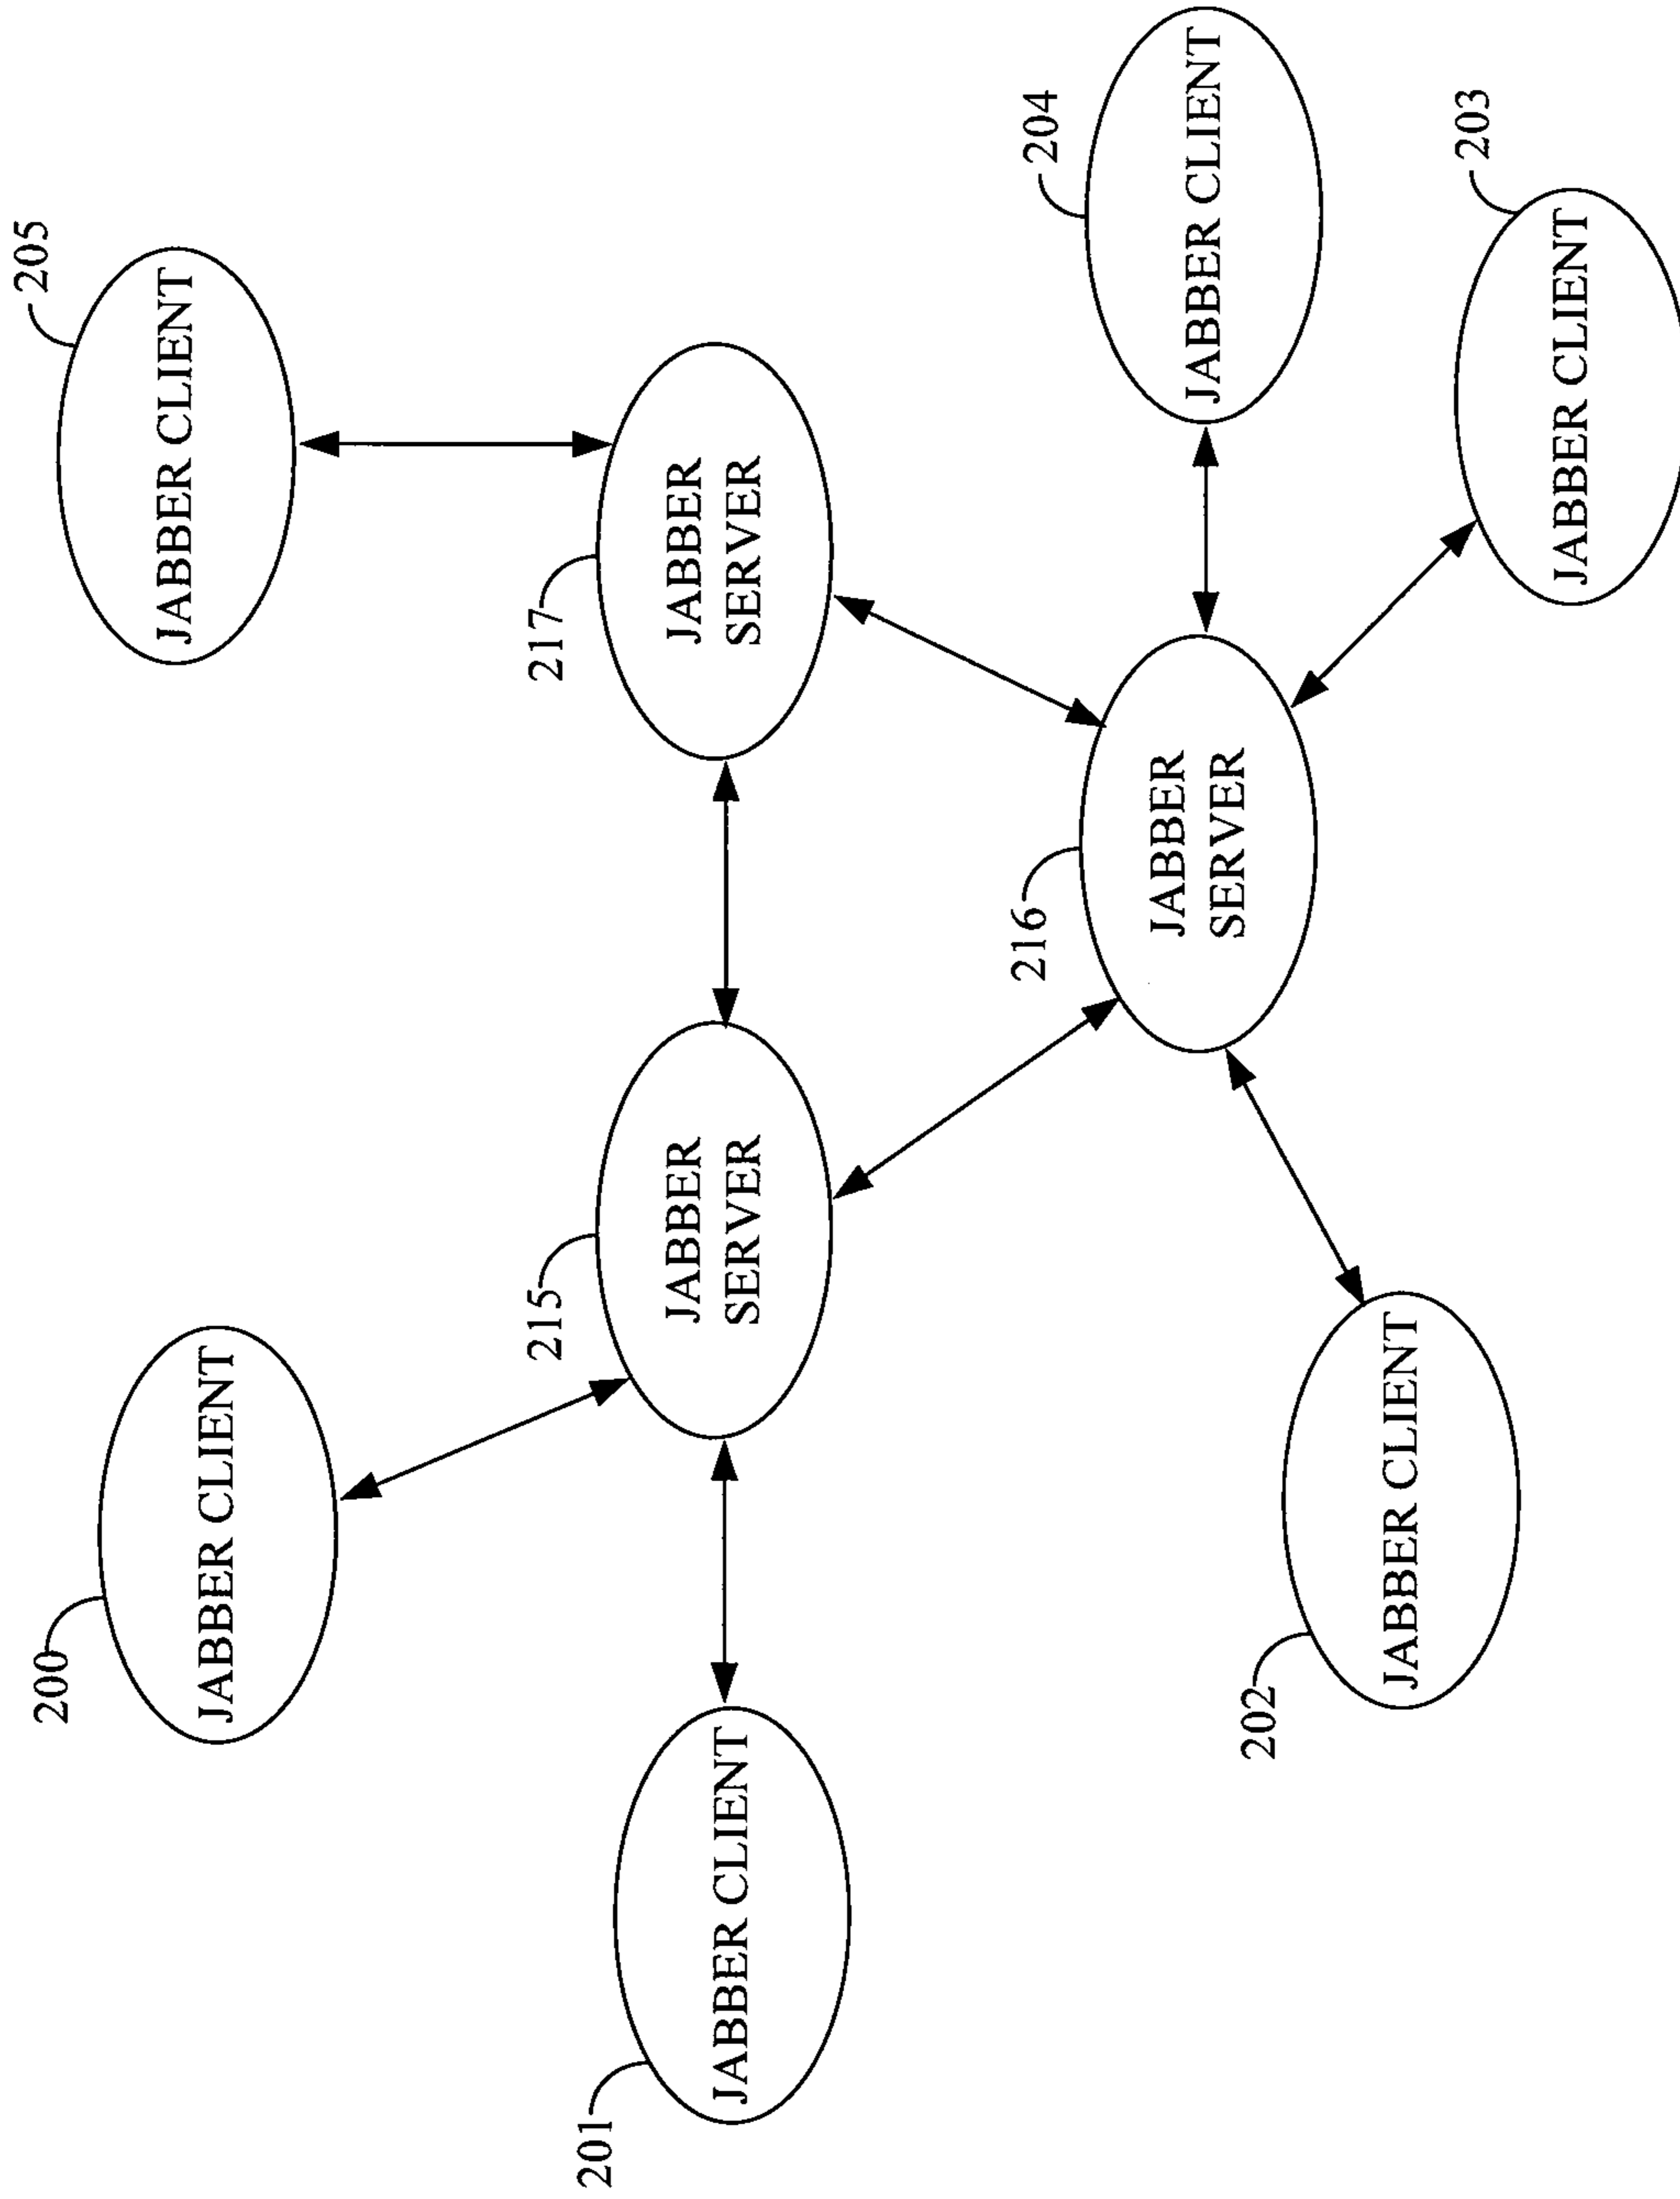 200
JABBER CLIENT
205
JABBER CLIENT
201
JABBER CLIENT
215
JABBER
SERVER
217
JABBER
SERVER
216
JABBER
SERVER
204
JABBER CLIENT
202
JABBER CLIENT
203
JABBER CLIENT